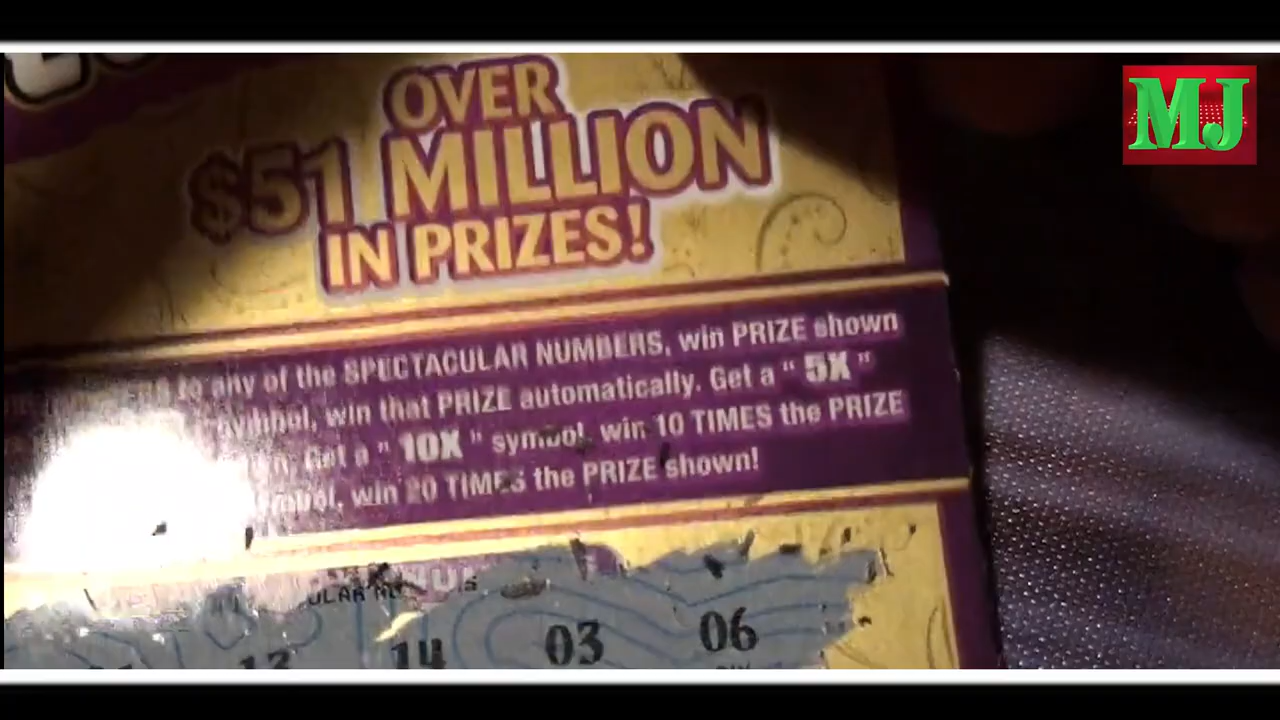 MJ
OVER
$51 MILLION
IN PRIZES!
to any of the SPECTACULAR NUMBERS, win PRIZE shown
symbol, win that PRIZE automatically. Get a " 5X "
Get a " 10X " symbol, win 10 TIMES the PRIZE
symbol, win 20 TIMES the PRIZE shown!
13 14 03 06